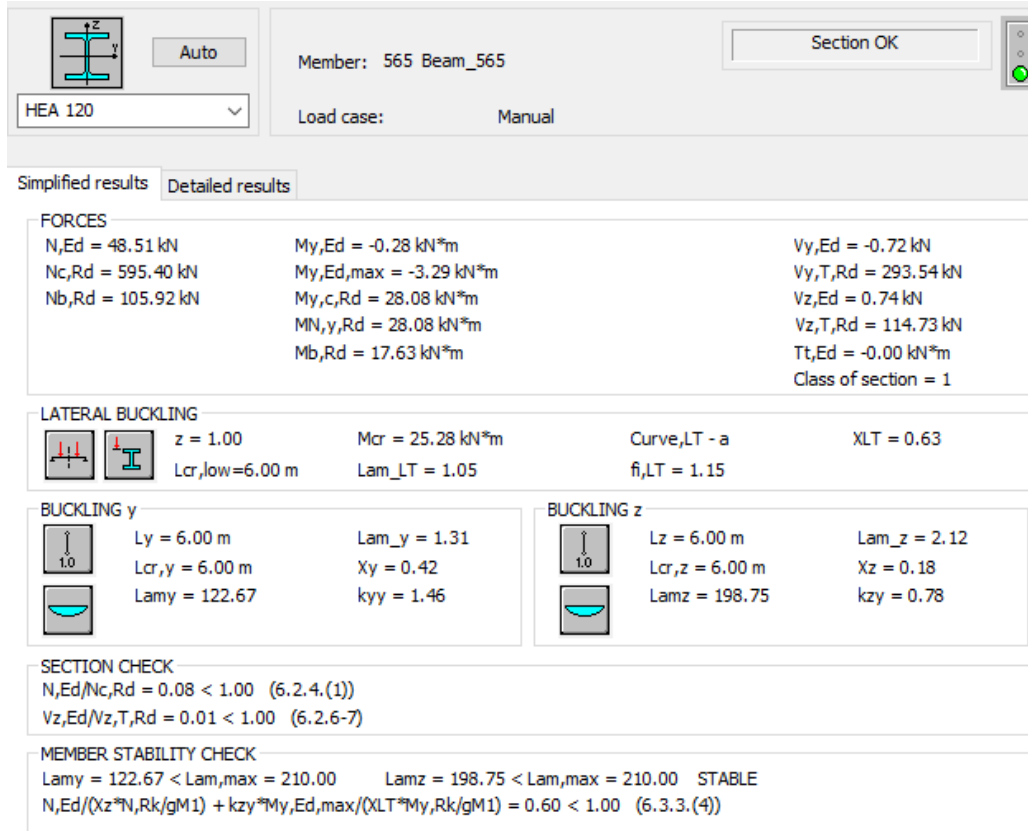 z
y
Auto
Member: 565 Beam_565
Section OK
HEA 120
Load case: Manual
Simplified results Detailed results
FORCES
N,Ed = 48.51 kN My,Ed = -0.28 kN*m Vy,Ed = -0.72 kN
Nc,Rd = 595.40 kN My,Ed,max = -3.29 kN*m Vy,T,Rd = 293.54 kN
Nb,Rd = 105.92 kN My,c,Rd = 28.08 kN*m Vz,Ed = 0.74 kN
MN,y,Rd = 28.08 kN*m Vz,T,Rd = 114.73 kN
Mb,Rd = 17.63 kN*m Tt,Ed = -0.00 kN*m
Class of section = 1
LATERAL BUCKLING
z = 1.00 Mcr = 25.28 kN*m Curve,LT - a XLT = 0.63
Lcr,low=6.00 m Lam_LT = 1.05 fi,LT = 1.15
BUCKLING y BUCKLING z
1.0 Ly = 6.00 m Lam_y = 1.31 1.0 Lz = 6.00 m Lam_z = 2.12
Lcr,y = 6.00 m Xy = 0.42 Lcr,z = 6.00 m Xz = 0.18
Lamy = 122.67 kyy = 1.46 Lamz = 198.75 kzy = 0.78
SECTION CHECK
N,Ed/Nc,Rd = 0.08 < 1.00 (6.2.4.(1))
Vz,Ed/Vz,T,Rd = 0.01 < 1.00 (6.2.6-7)
MEMBER STABILITY CHECK
Lamy = 122.67 < Lam,max = 210.00 Lamz = 198.75 < Lam,max = 210.00 STABLE
N,Ed/(Xz*N,Rk/gM1) + kzy*My,Ed,max/(XLT*My,Rk/gM1) = 0.60 < 1.00 (6.3.3.(4))